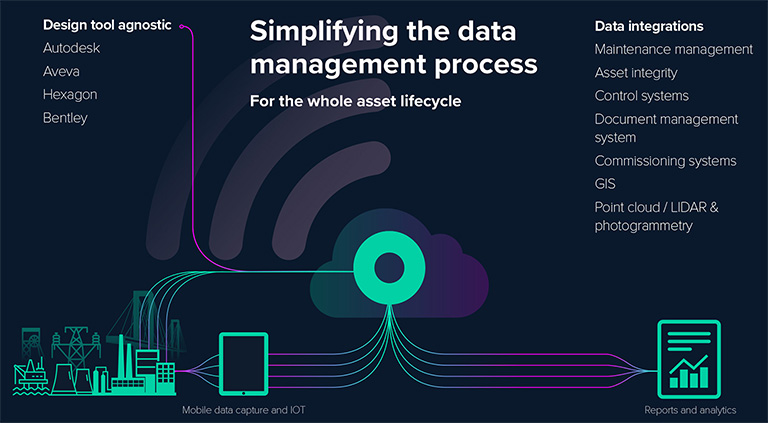 Design tool agnostic
Autodesk
Aveva
Hexagon
Bentley
Simplifying the data
management process
For the whole asset lifecycle
Data integrations
Maintenance management
Asset integrity
Control systems
Document management
system
Commissioning systems
GIS
Point cloud / LIDAR &
photogrammetry
Mobile data capture and IOT
Reports and analytics